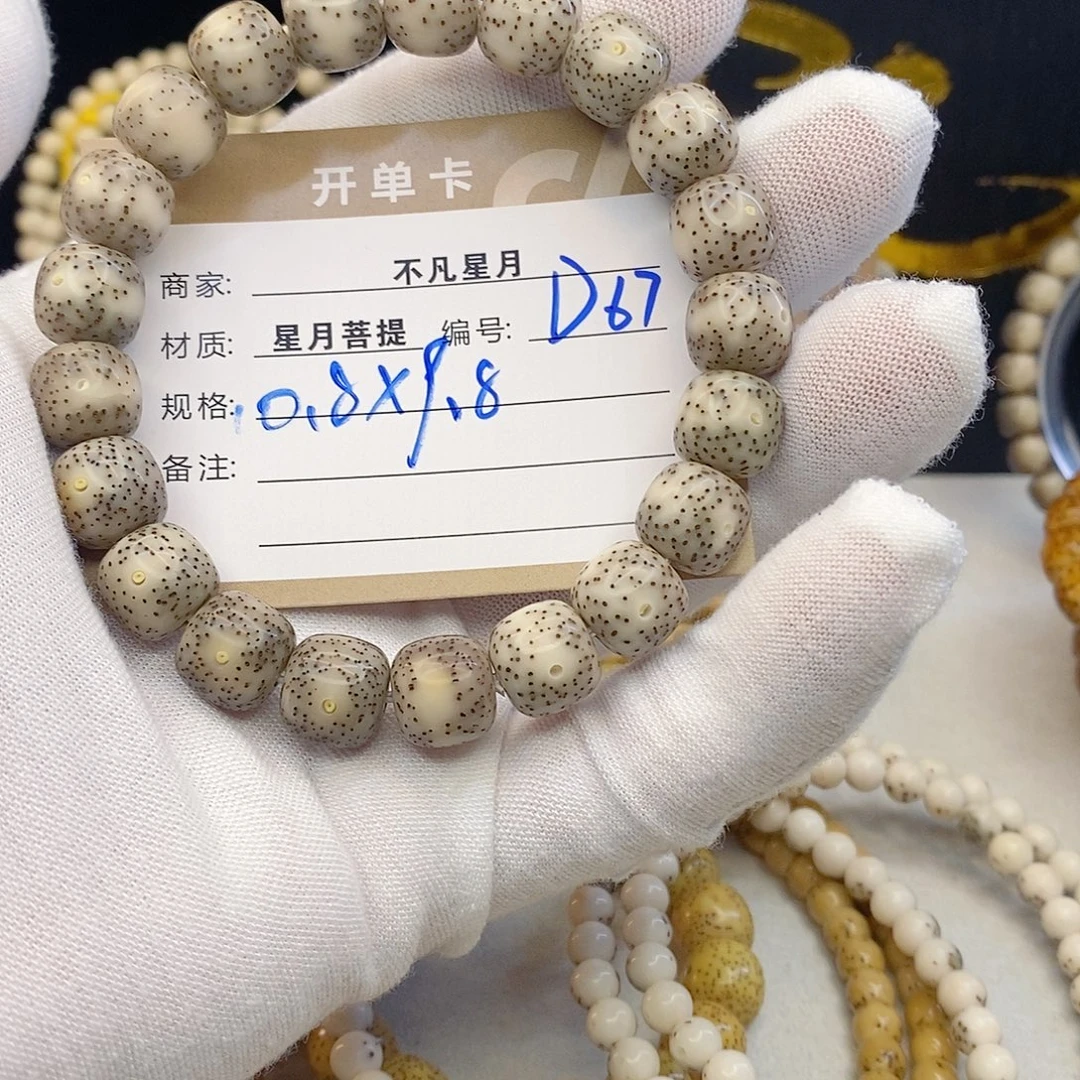 开单卡
商家: 不凡星月
材质: 星月菩提 编号: D67
规格: 10.8X9.8
备注: